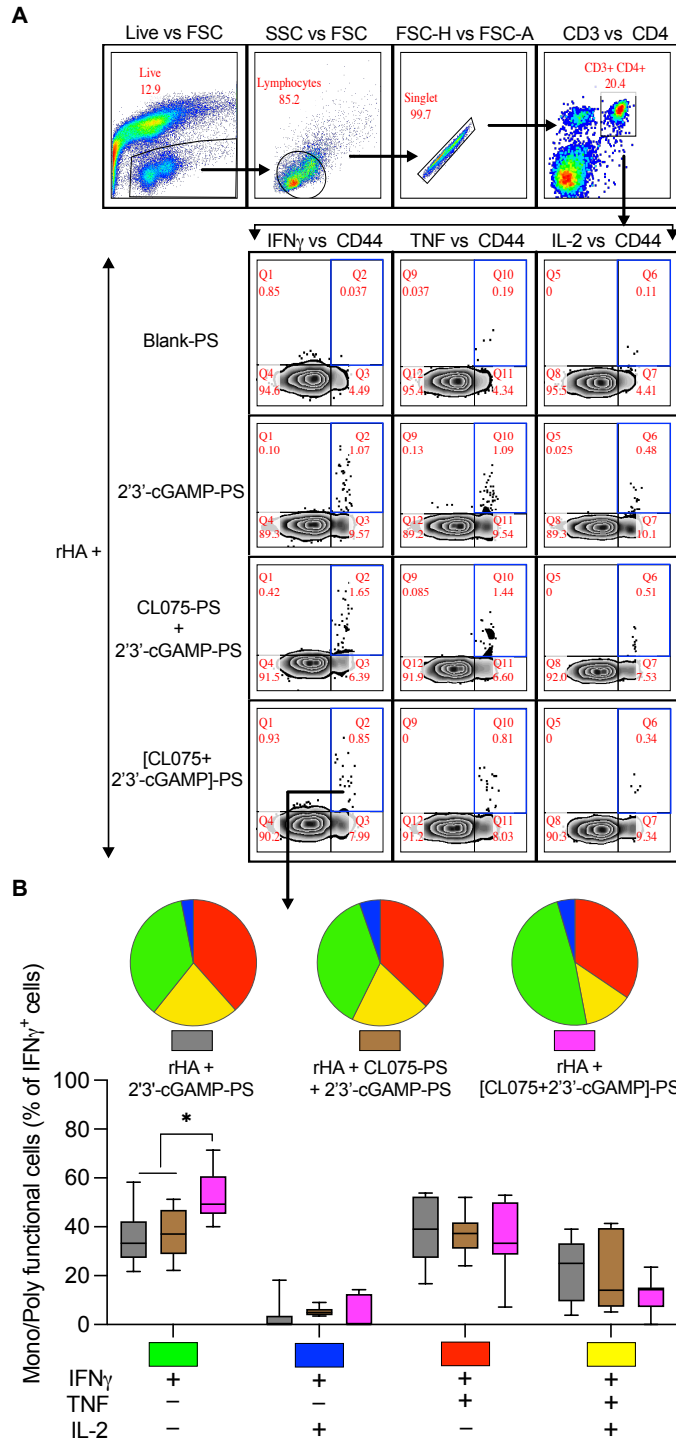 A
Live vs FSC SSC vs FSC FSC-H vs FSC-A CD3 vs CD4
Live
12.9
Lymphocytes
85.2
Singlet
99.7
CD3+ CD4+
20.4
IFNγ vs CD44 TNF vs CD44 IL-2 vs CD44
rHA +
Blank-PS
Q1 Q2 Q9 Q10 Q5 Q6
0.85 0.037 0.037 0.19 0 0.11
Q4 Q3 Q12 Q11 Q8 Q7
94.6 4.49 95.4 4.34 95.5 4.41
2'3'-cGAMP-PS
Q1 Q2 Q9 Q10 Q5 Q6
0.10 1.07 0.13 1.09 0.025 0.48
Q4 Q3 Q12 Q11 Q8 Q7
89.3 9.57 89.2 9.54 89.3 10.1
CL075-PS
+
2'3'-cGAMP-PS
Q1 Q2 Q9 Q10 Q5 Q6
0.42 1.65 0.085 1.44 0 0.51
Q4 Q3 Q12 Q11 Q8 Q7
91.5 6.39 91.9 6.60 92.0 7.53
[CL075+
2'3'-cGAMP]-PS
Q1 Q2 Q9 Q10 Q5 Q6
0.93 0.85 0 0.81 0 0.34
Q4 Q3 Q12 Q11 Q8 Q7
90.2 7.99 91.2 8.03 90.3 9.34
B
rHA +
2'3'-cGAMP-PS
rHA + CL075-PS
+ 2'3'-cGAMP-PS
rHA +
[CL075+2'3'-cGAMP]-PS
Mono/Poly functional cells (% of IFNγ+ cells)
100
80
60
40
20
0
*
IFNγ + + + +
TNF − − + +
IL-2 − + − +